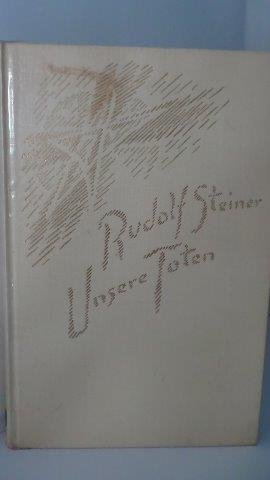 Rudolf Steiner
Unsere Toten